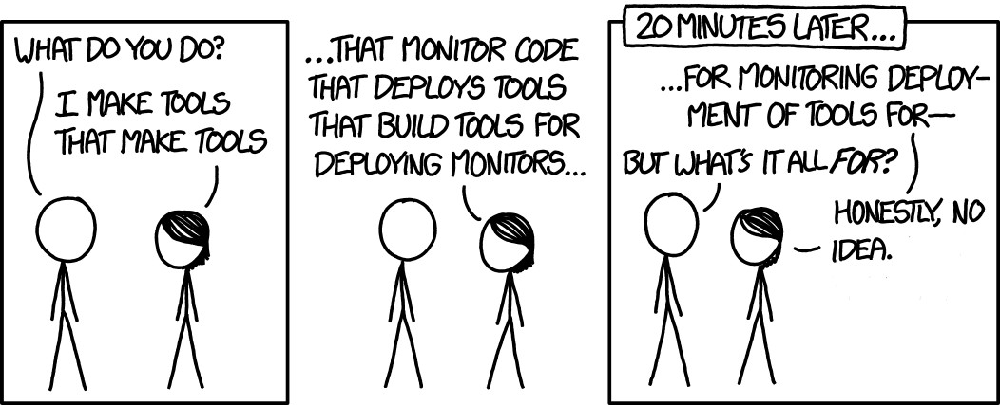 WHAT DO YOU DO?
I MAKE TOOLS
THAT MAKE TOOLS
...THAT MONITOR CODE
THAT DEPLOYS TOOLS
THAT BUILD TOOLS FOR
DEPLOYING MONITORS...
20 MINUTES LATER...
...FOR MONITORING DEPLOY-
MENT OF TOOLS FOR—
BUT WHAT'S IT ALL FOR?
HONESTLY, NO
IDEA.